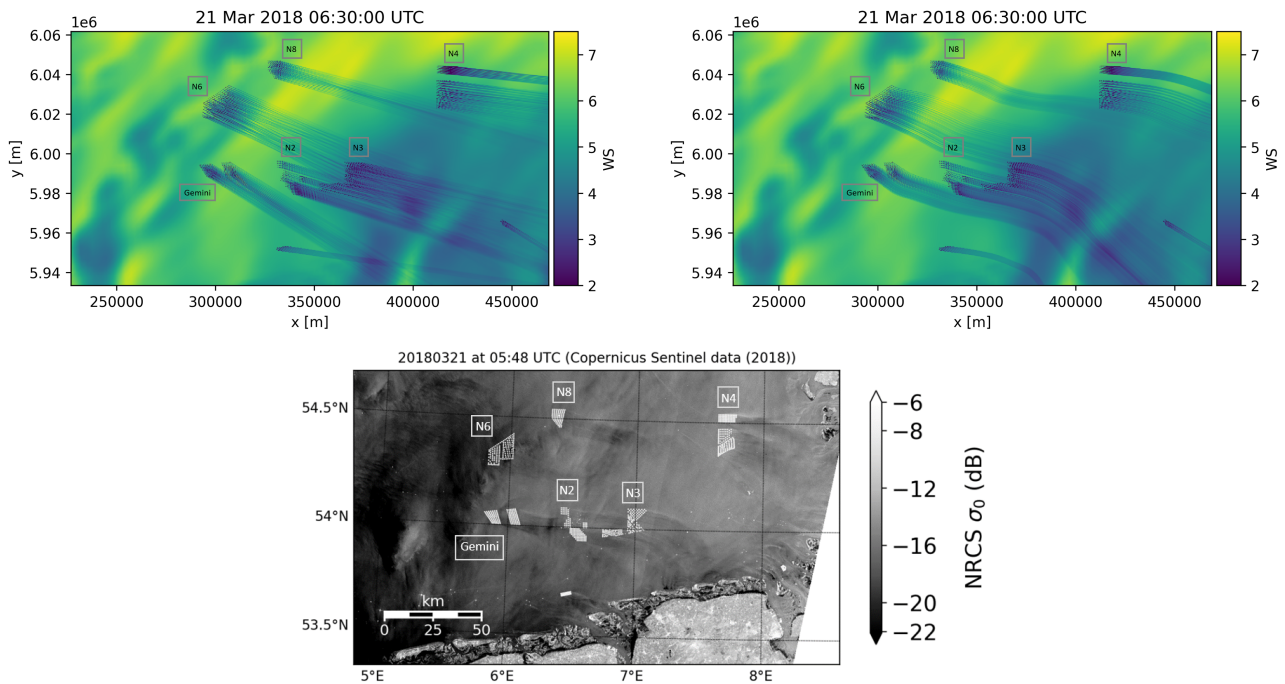 21 Mar 2018 06:30:00 UTC
1e6
6.06
6.04
6.02
6.00
5.98
5.96
5.94
y [m]
N8
N4
N6
N2
N3
Gemini
250000 300000 350000 400000 450000
x [m]
7
6
5
4
3
2
WS
21 Mar 2018 06:30:00 UTC
1e6
6.06
6.04
6.02
6.00
5.98
5.96
5.94
y [m]
N8
N4
N6
N2
N3
Gemini
250000 300000 350000 400000 450000
x [m]
7
6
5
4
3
2
WS
20180321 at 05:48 UTC (Copernicus Sentinel data (2018))
54.5°N
54°N
53.5°N
N8
N4
N6
N2
N3
Gemini
km
0 25 50
5°E 6°E 7°E 8°E
−6
−8
−12
−16
−20
−22
NRCS σ0 (dB)